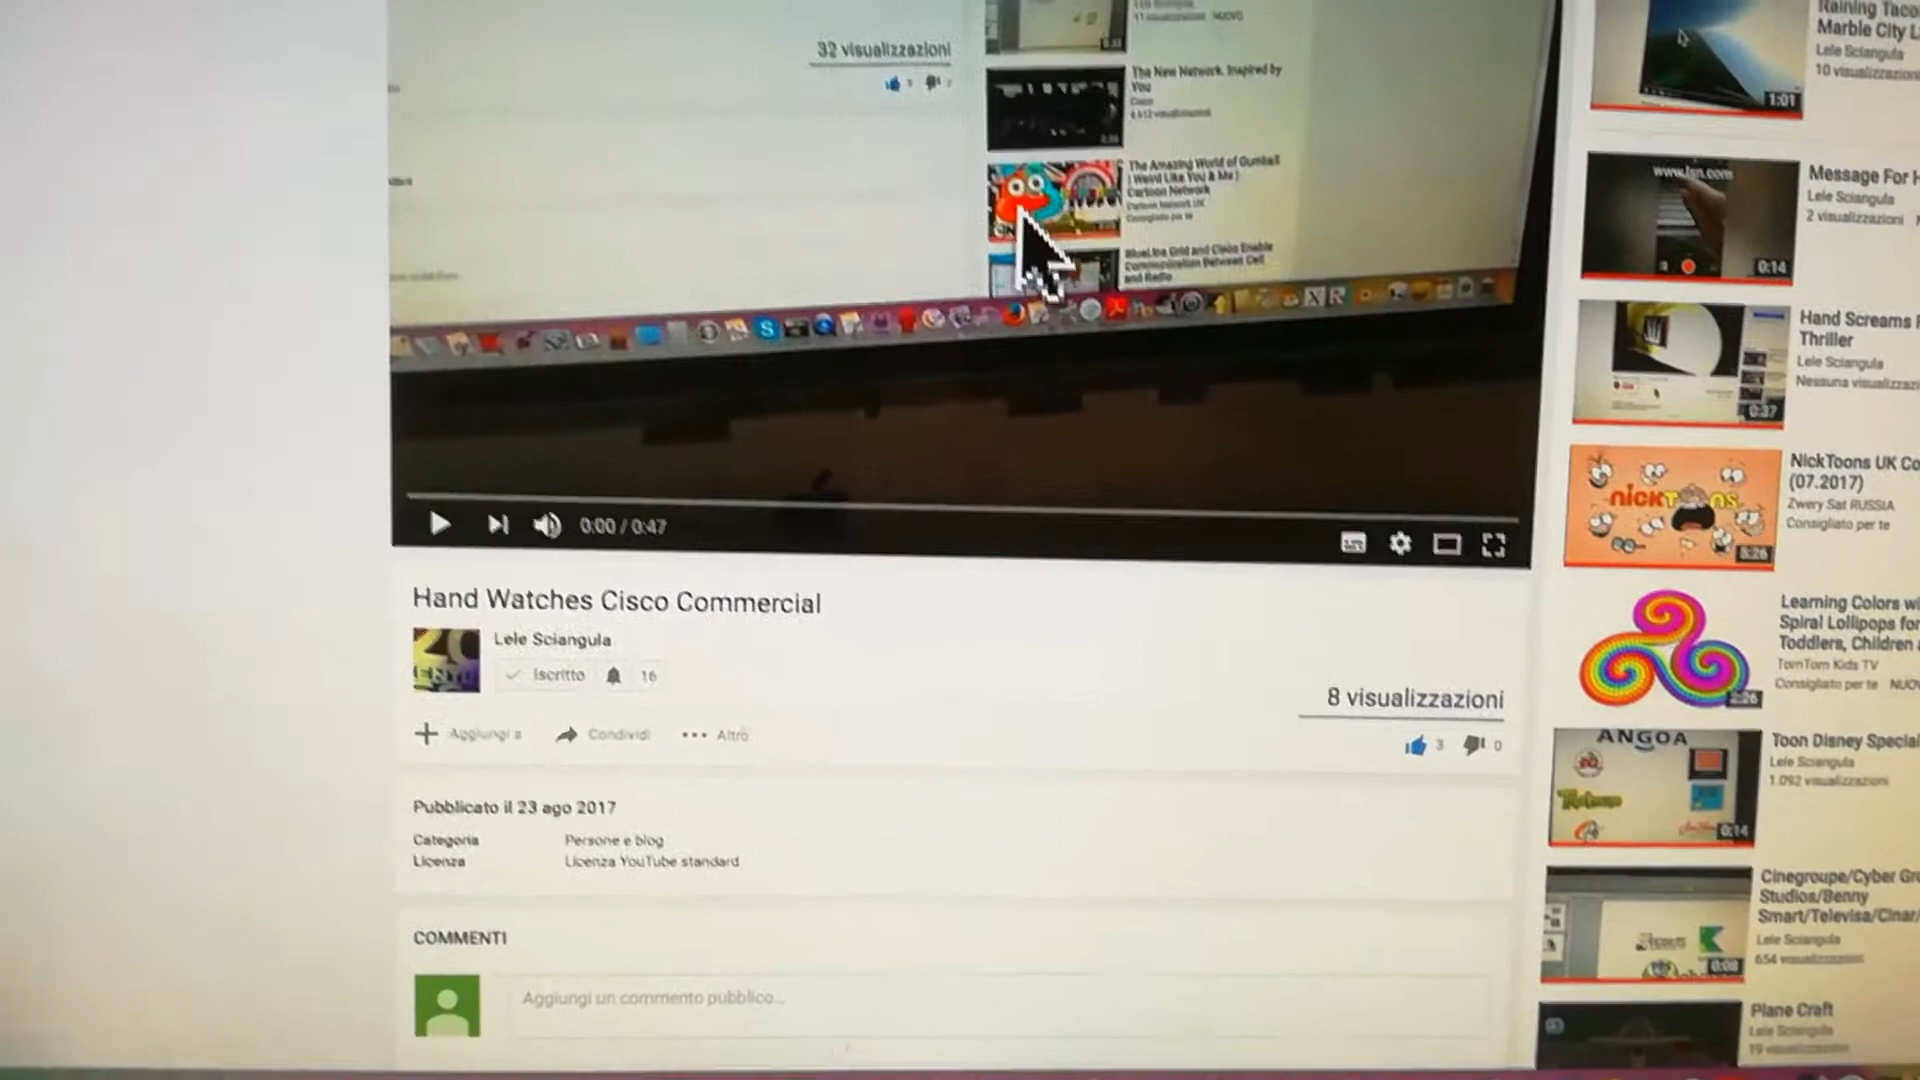 32 visualizzazioni
The New Network. Inspired by
You
Cisco
The Amazing World of Gumball
I Weird Like You & Me I
Cartoon Network
Cartoon Network UK
Consigliato per te
BlueLine Grid and Cisco Enable
Communication Between Cell
and Radio
0:00 / 0:47
Hand Watches Cisco Commercial
Lele Sciangula
Iscritto 16
8 visualizzazioni
Aggiungi a Condividi Altro
3 0
Pubblicato il 23 ago 2017
Categoria Persone e blog
Licenza Licenza YouTube standard
COMMENTI
Aggiungi un commento pubblico...
Raining Taco
Marble City L
Lele Sciangula
10 visualizzazion
1:01
www.lsn.com
Message For H
Lele Sciangula
2 visualizzazioni
0:14
Hand Screams F
Thriller
Lele Sciangula
Nessuna visualizzazi
0:37
nickToons
NickToons UK Co
(07.2017)
Zwery Sat RUSSIA
Consigliato per te
8:26
Learning Colors wi
Spiral Lollipops for
Toddlers, Children
TomTom Kids TV
Consigliato per te NUOV
ANGOA
Toon Disney Special
Lele Sciangula
1.092 visualizzazioni
0:14
Cinegroupe/Cyber Gro
Studios/Benny
Smart/Televisa/Cinar/
Lele Sciangula
654 visualizzazioni
0:08
Plane Craft
Lele Sciangula
19 visualizzazioni